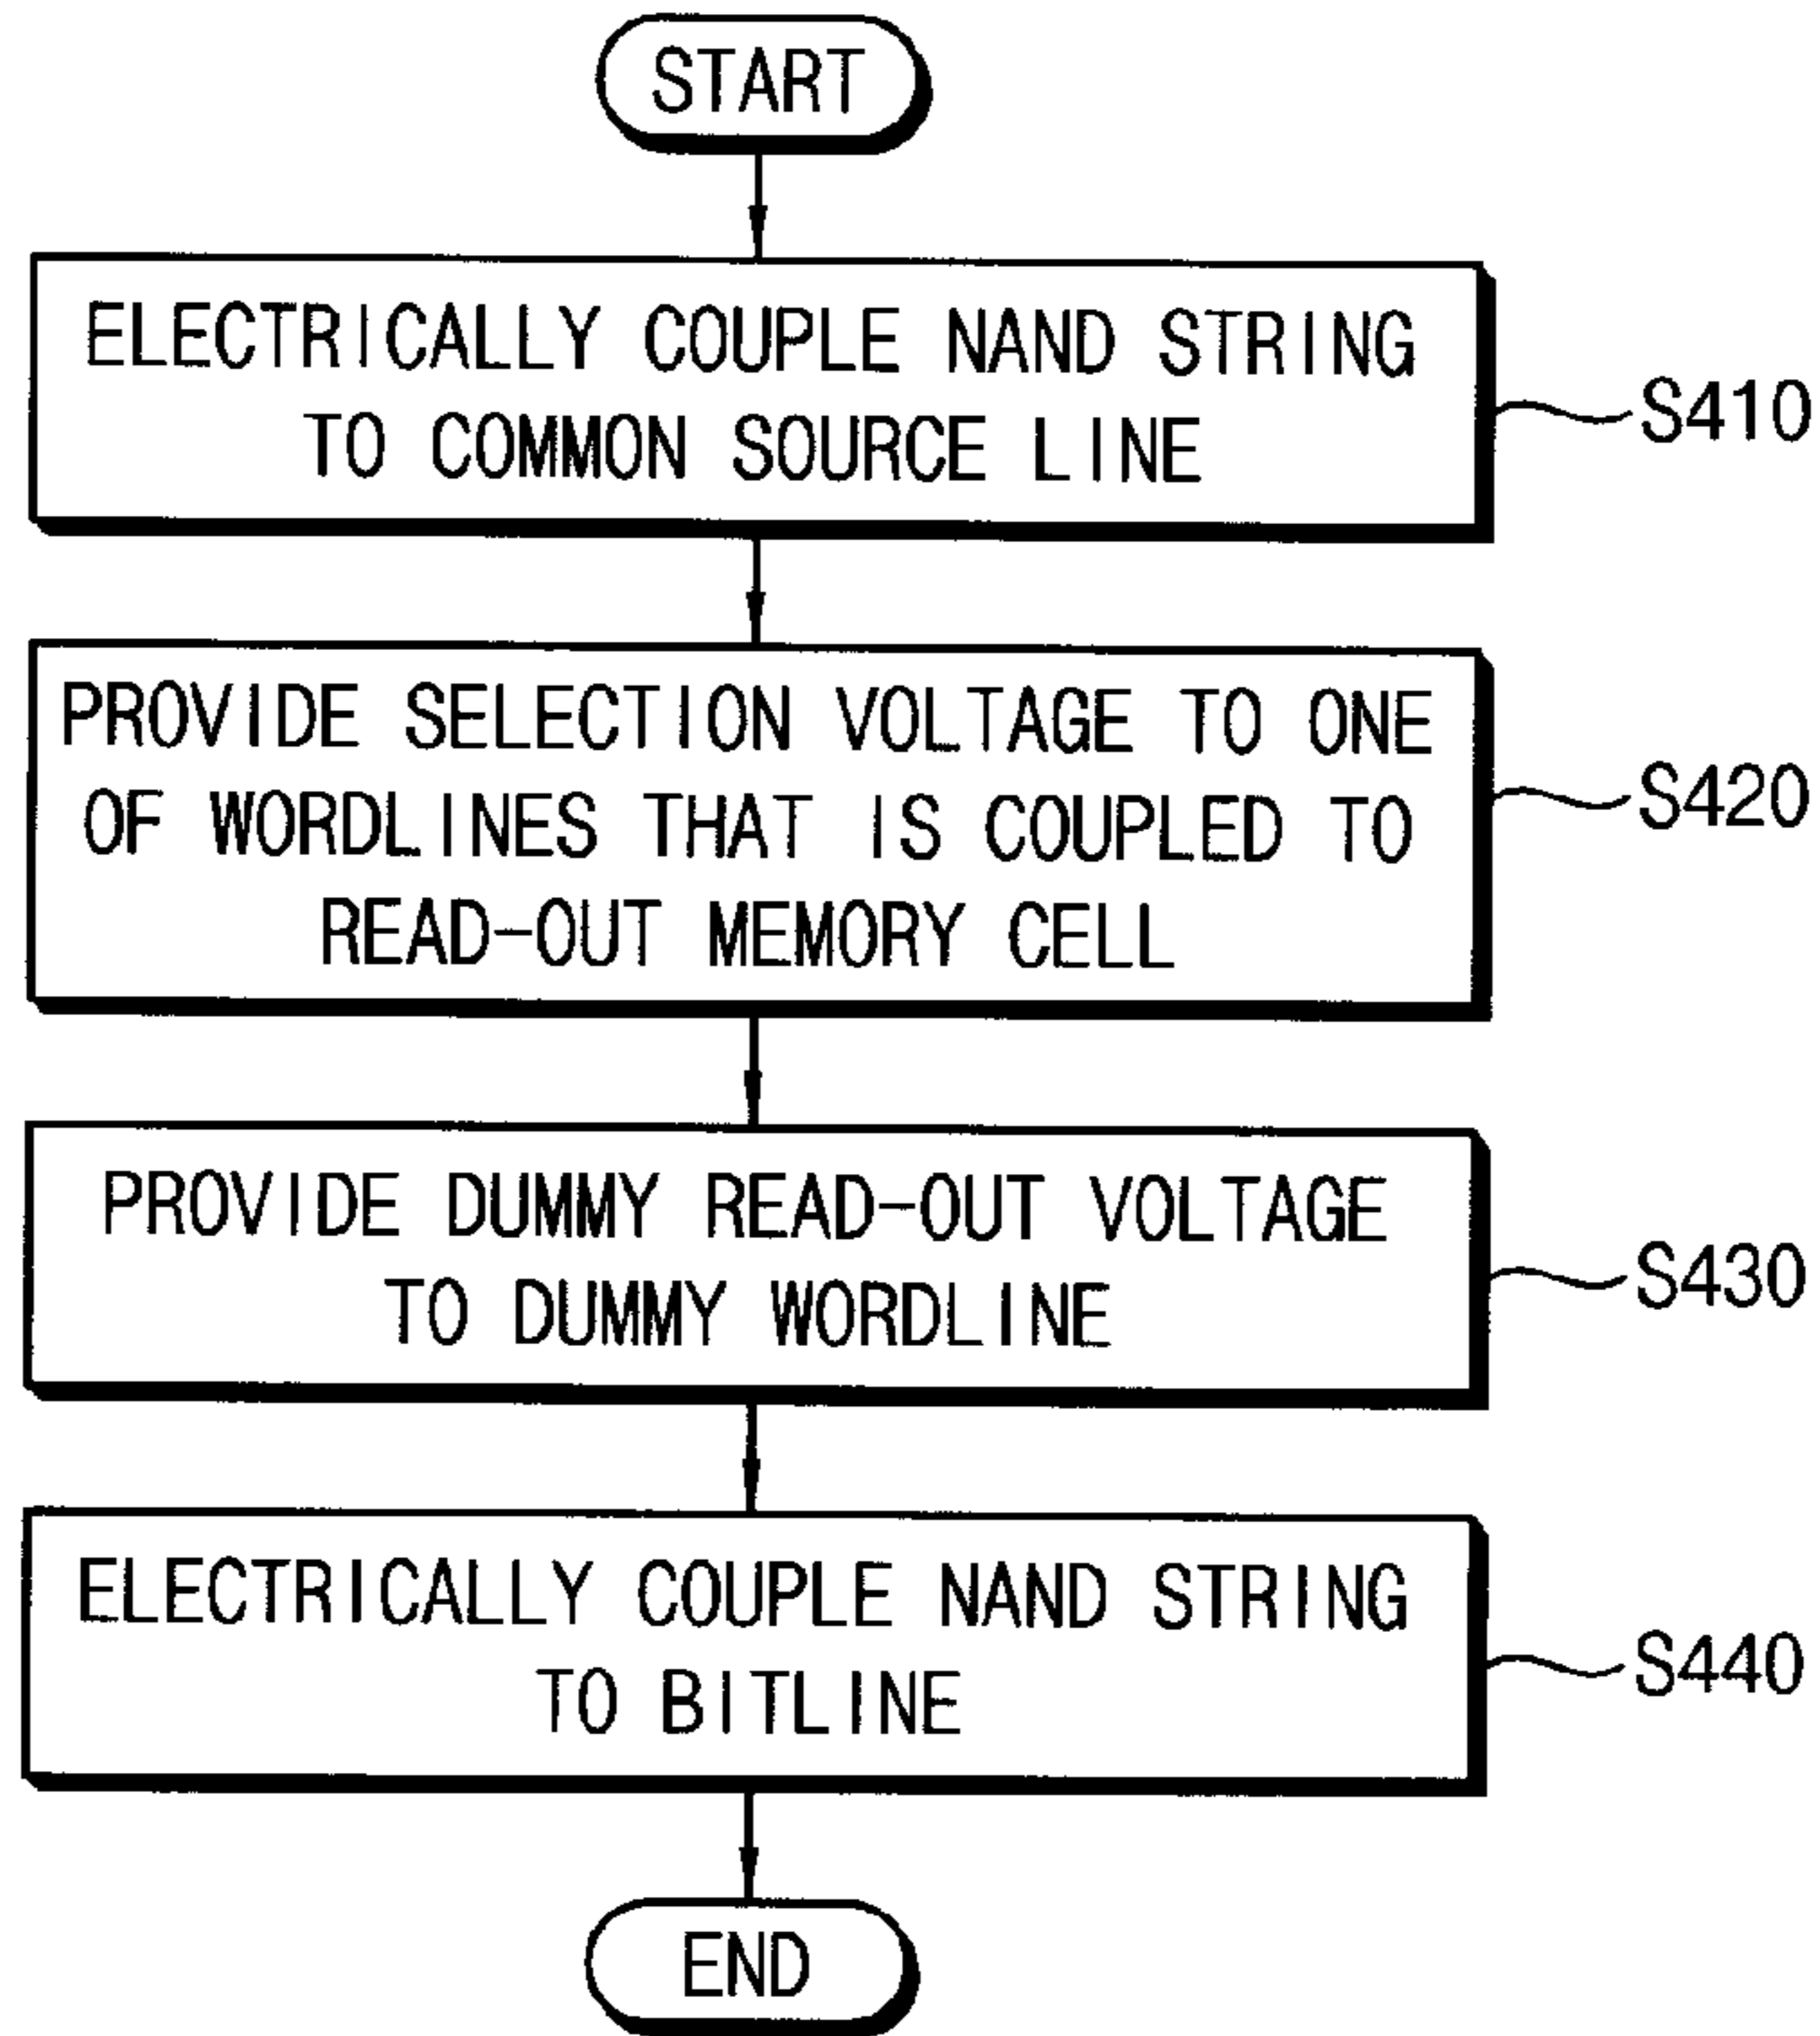 START
ELECTRICALLY COUPLE NAND STRING
TO COMMON SOURCE LINE
S410
PROVIDE SELECTION VOLTAGE TO ONE
OF WORDLINES THAT IS COUPLED TO
READ-OUT MEMORY CELL
S420
PROVIDE DUMMY READ-OUT VOLTAGE
TO DUMMY WORDLINE
S430
ELECTRICALLY COUPLE NAND STRING
TO BITLINE
S440
END